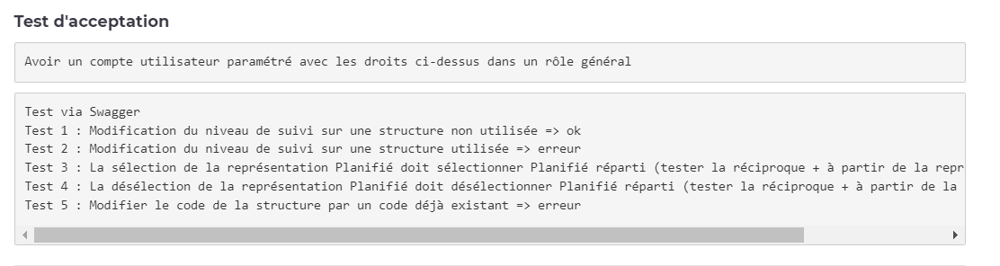 Test d'acceptation
Avoir un compte utilisateur paramétré avec les droits ci-dessus dans un rôle général
Test via Swagger
Test 1 : Modification du niveau de suivi sur une structure non utilisée => ok
Test 2 : Modification du niveau de suivi sur une structure utilisée => erreur
Test 3 : La sélection de la représentation Planifié doit sélectionner Planifié réparti (tester la réciproque + à partir de la repr
Test 4 : La désélection de la représentation Planifié doit désélectionner Planifié réparti (tester la réciproque + à partir de la
Test 5 : Modifier le code de la structure par un code déjà existant => erreur